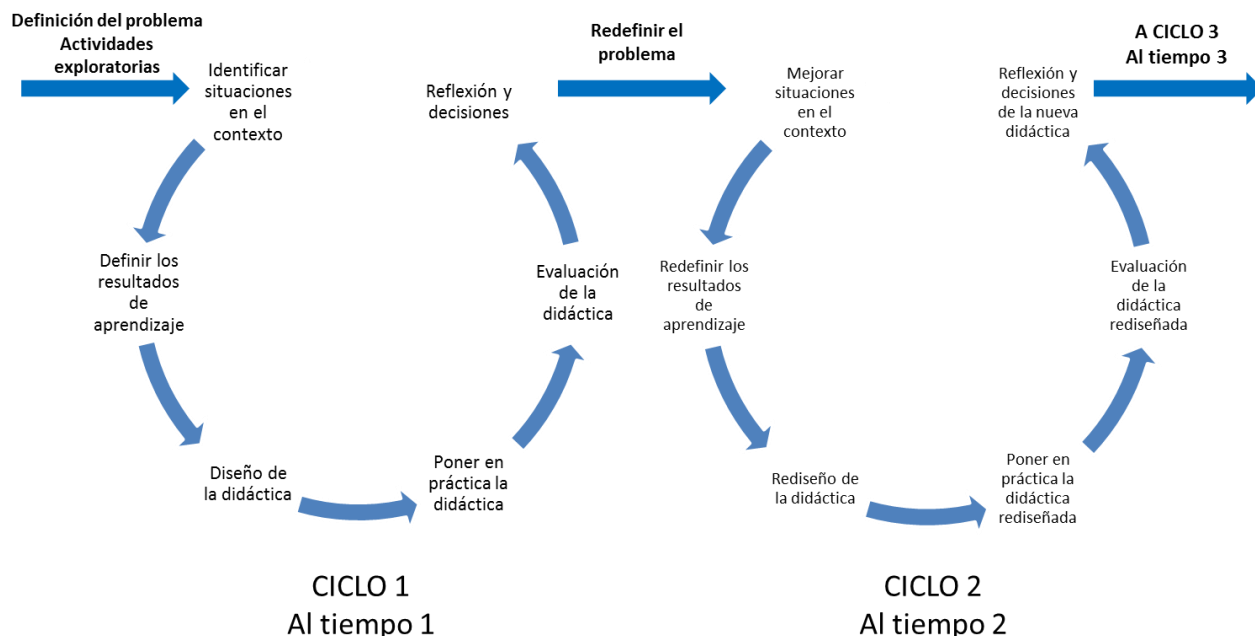 Definición del problema
Actividades
exploratorias
Identificar
situaciones
en el
contexto
Definir los
resultados
de
aprendizaje
Diseño de
la didáctica
Poner en
práctica la
didáctica
Evaluación
de la
didáctica
Reflexión y
decisiones
Redefinir el
problema
Mejorar
situaciones
en el
contexto
Redefinir los
resultados
de
aprendizaje
Rediseño de
la didáctica
Poner en
práctica la
didáctica
rediseñada
Evaluación
de la
didáctica
rediseñada
Reflexión y
decisiones
de la nueva
didáctica
A CICLO 3
Al tiempo 3
CICLO 1
Al tiempo 1
CICLO 2
Al tiempo 2